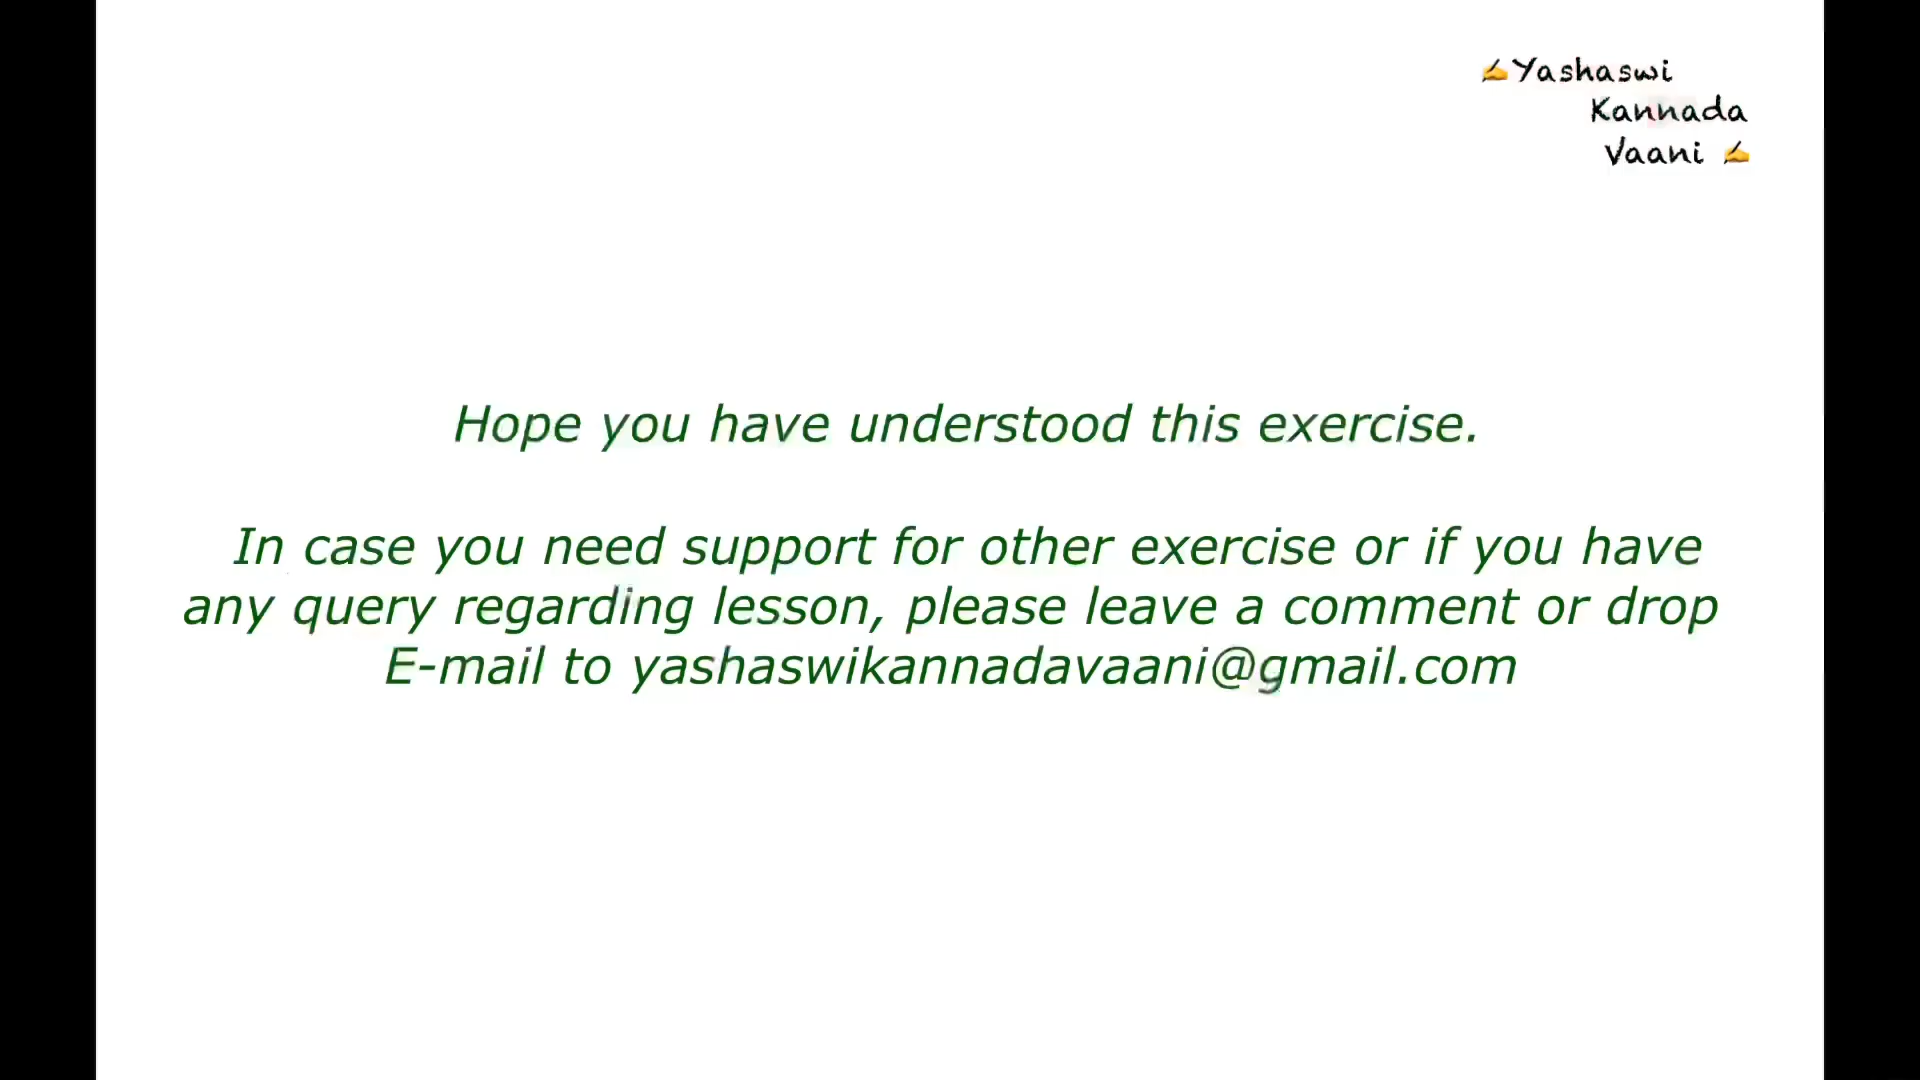 ✍Yashaswi
Kannada
Vaani ✍
Hope you have understood this exercise.
In case you need support for other exercise or if you have
any query regarding lesson, please leave a comment or drop
E-mail to yashaswikannadavaani@gmail.com